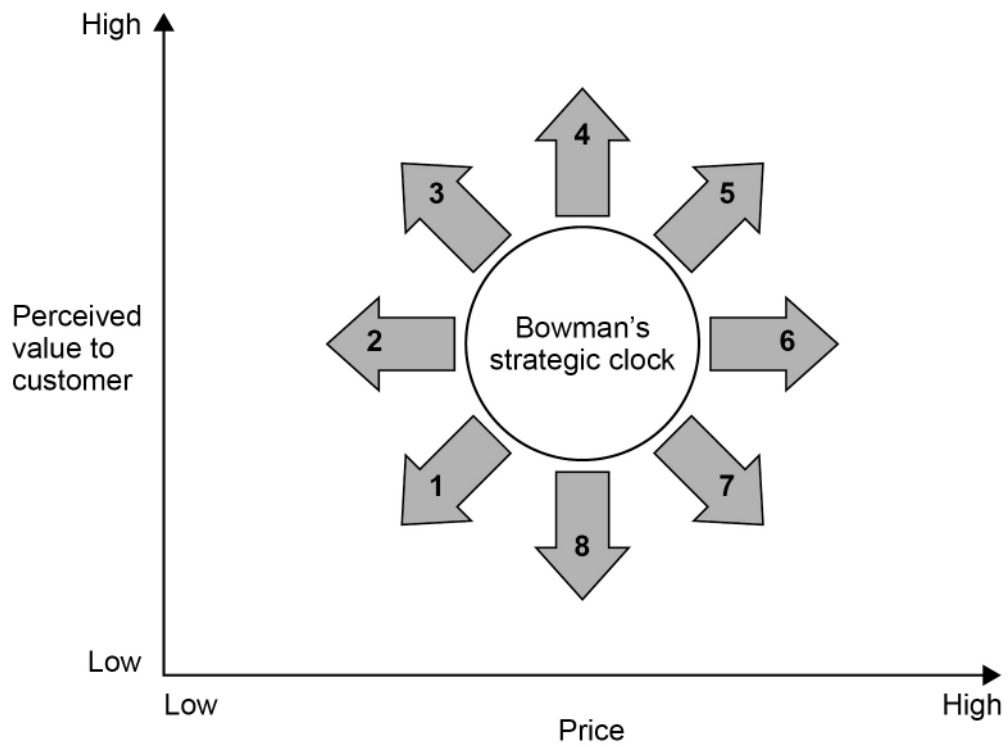 High
4
3
5
Perceived
value to
customer
2
Bowman's
strategic clock
6
1
7
8
Low
Low
High
Price